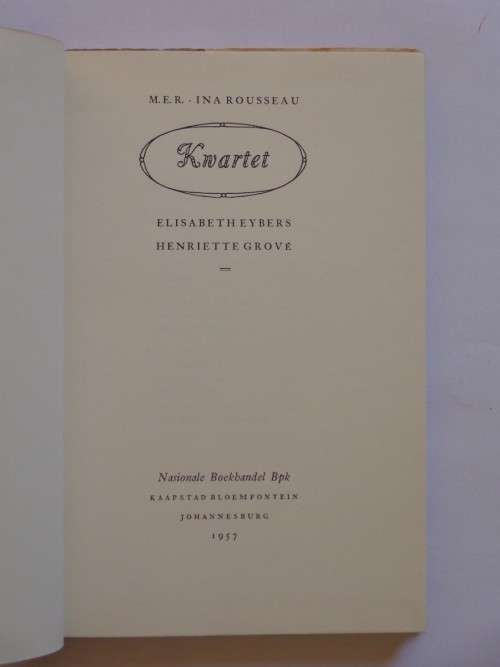 M.E.R. · INA ROUSSEAU
Kwartet
ELISABETH EYBERS
HENRIETTE GROVÉ
Nasionale Boekhandel Bpk
KAAPSTAD BLOEMFONTEIN
JOHANNESBURG
1957